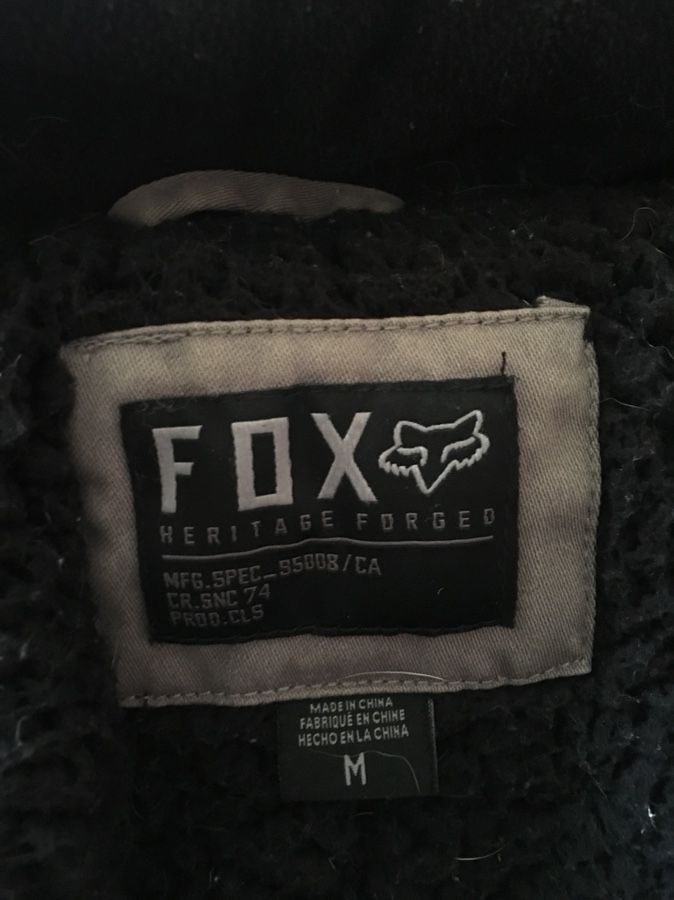 FOX
HERITAGE FORGED
MFG.SPEC_95008/CA
CR.SNC 74
PROD.CLS
MADE IN CHINA
FABRIQUÉ EN CHINE
HECHO EN LA CHINA
M